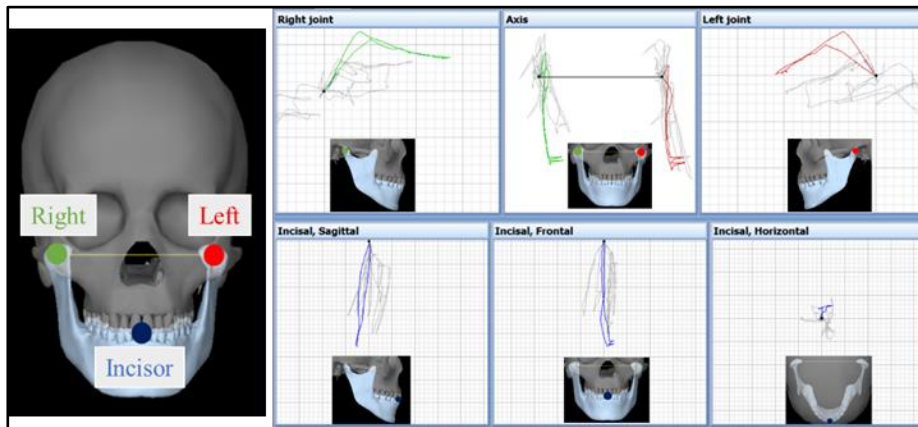 Right
Left
Incisor
Right joint
Axis
Left joint
Incisal, Sagittal
Incisal, Frontal
Incisal, Horizontal